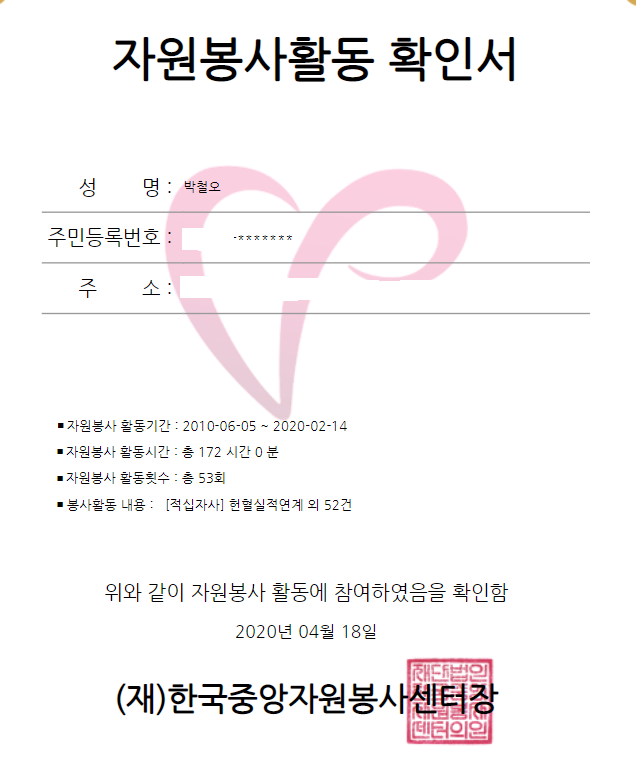 자원봉사활동 확인서
성 명 : 박철오
주민등록번호 : -*******
주 소 :
■ 자원봉사 활동기간 : 2010-06-05 ~ 2020-02-14
■ 자원봉사 활동시간 : 총 172 시간 0 분
■ 자원봉사 활동횟수 : 총 53회
■ 봉사활동 내용 : [적십자사] 헌혈실적연계 외 52건
위와 같이 자원봉사 활동에 참여하였음을 확인함
2020년 04월 18일
(재)한국중앙자원봉사센터장